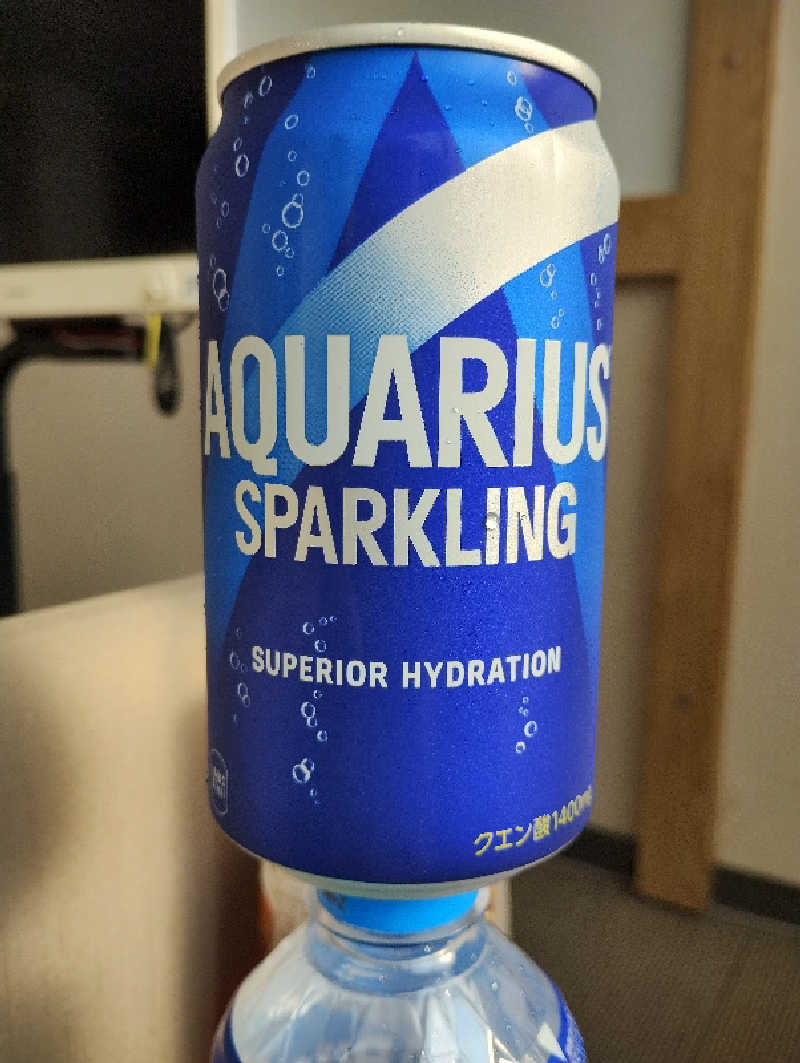 AQUARIUS
SPARKLING
SUPERIOR HYDRATION
クエン酸1400mg